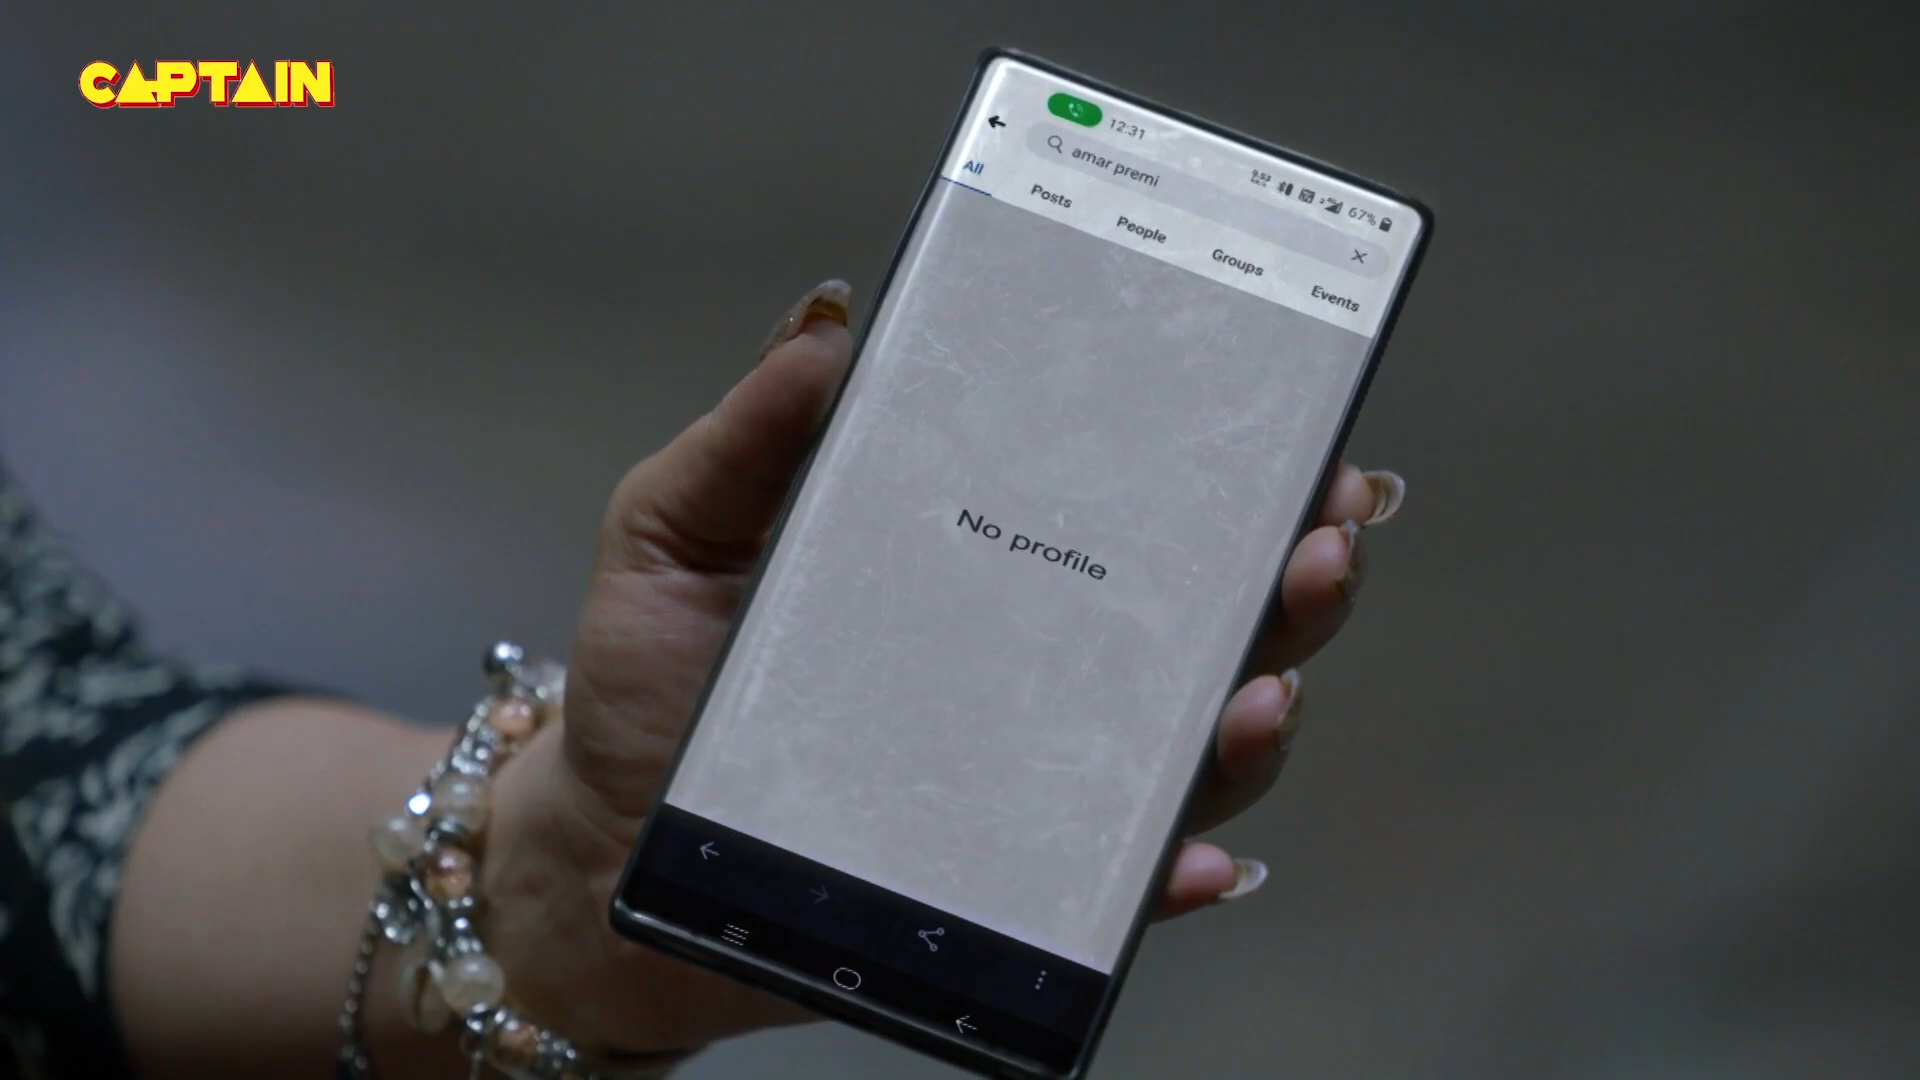 CAPTAIN
12:31
67%
amar premi
All
Posts
People
Groups
Events
No profile